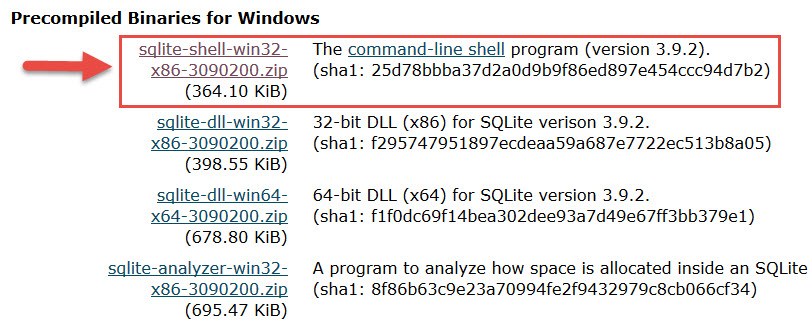 Precompiled Binaries for Windows
sqlite-shell-win32- The command-line shell program (version 3.9.2).
x86-3090200.zip (sha1: 25d78bbba37d2a0d9b9f86ed897e454ccc94d7b2)
(364.10 KiB)
sqlite-dll-win32- 32-bit DLL (x86) for SQLite verison 3.9.2.
x86-3090200.zip (sha1: f295747951897ecdeaa59a687e7722ec513b8a05)
(398.55 KiB)
sqlite-dll-win64- 64-bit DLL (x64) for SQLite version 3.9.2.
x64-3090200.zip (sha1: f1f0dc69f14bea302dee93a7d49e67ff3bb379e1)
(678.80 KiB)
sqlite-analyzer-win32- A program to analyze how space is allocated inside an SQLite
x86-3090200.zip (sha1: 8f86b63c9e23a70994fe2f9432979c8cb066cf34)
(695.47 KiB)